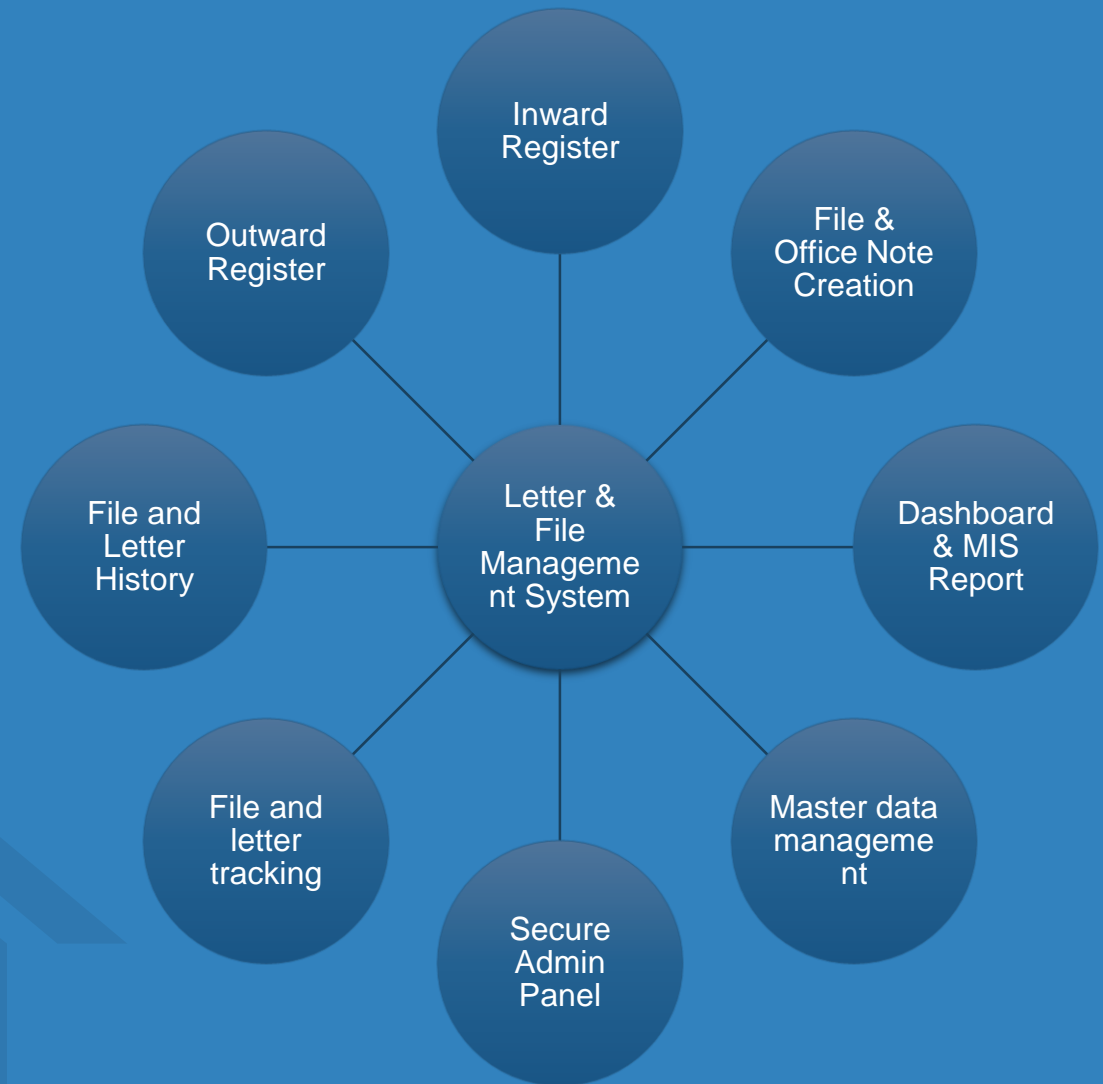 Inward
Register
File &
Office Note
Creation
Dashboard
& MIS
Report
Master data
manageme
nt
Secure
Admin
Panel
File and
letter
tracking
File and
Letter
History
Outward
Register
Letter &
File
Manageme
nt System